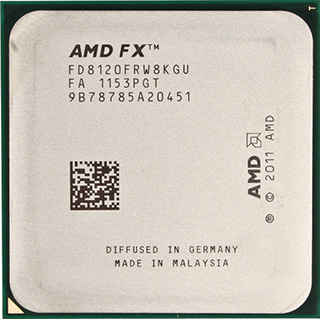 AMD FX™
FD8120FRW8KGU
FA 1153PGT
9B78785A20451
© 2011 AMD
AMD
DIFFUSED IN GERMANY
MADE IN MALAYSIA
T